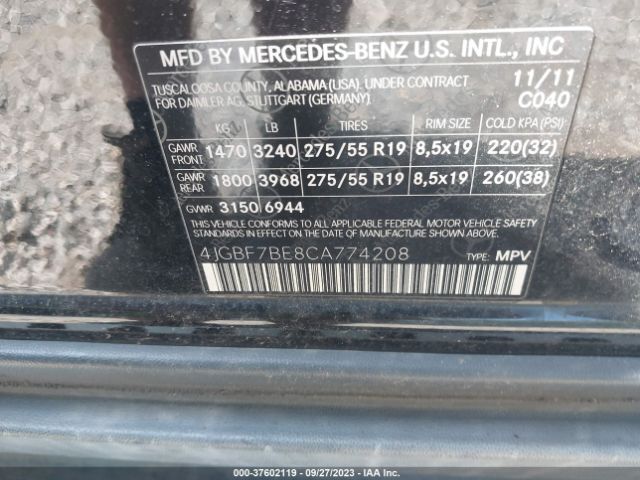 MFD BY MERCEDES-BENZ U.S. INTL., INC
TUSCALOOSA COUNTY, ALABAMA (USA). UNDER CONTRACT 11/11
FOR DAIMLER AG, STUTTGART (GERMANY) C040
KG LB TIRES RIM SIZE COLD KPA (PSI)
GAWR FRONT 1470 3240 275/55 R19 8,5x19 220(32)
GAWR REAR 1800 3968 275/55 R19 8,5x19 260(38)
GVWR 3150 6944
THIS VEHICLE CONFORMS TO ALL APPLICABLE FEDERAL MOTOR VEHICLE SAFETY
STANDARDS IN EFFECT ON THE DATE OF MANUFACTURE SHOWN ABOVE.
4JGBF7BE8CA774208 TYPE: MPV
000-37602119 - 09/27/2023 - IAA Inc.